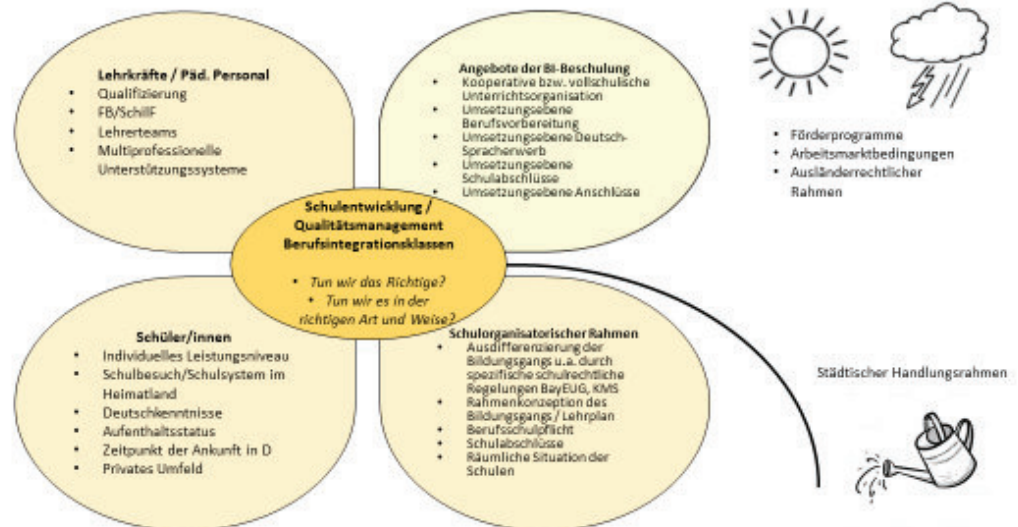 Lehrkräfte / Päd. Personal
• Qualifizierung
• FB/SchilF
• Lehrerteams
• Multiprofessionelle
Unterstützungssysteme
Angebote der BI-Beschulung
• Kooperative bzw. vollschulische
Unterrichtsorganisation
• Umsetzungsebene
Berufsvorbereitung
• Umsetzungsebene Deutsch-
Spracherwerb
• Umsetzungsebene
Schulabschlüsse
• Umsetzungsebene Anschlüsse
• Förderprogramme
• Arbeitsmarktbedingungen
• Ausländerrechtlicher
Rahmen
Schulentwicklung /
Qualitätsmanagement
Berufsintegrationsklassen
• Tun wir das Richtige?
• Tun wir es in der
richtigen Art und Weise?
Schüler/innen
• Individuelles Leistungsniveau
• Schulbesuch/Schulsystem im
Heimatland
• Deutschkenntnisse
• Aufenthaltsstatus
• Zeitpunkt der Ankunft in D
• Privates Umfeld
Schulorganisatorischer Rahmen
• Ausdifferenzierung der
Bildungsgangs u.a. durch
spezifische schulrechtliche
Regelungen BayEUG, KMS
• Rahmenkonzeption des
Bildungsgangs / Lehrplan
• Berufsschulpflicht
• Schulabschlüsse
• Räumliche Situation der
Schulen
Städtischer Handlungsrahmen